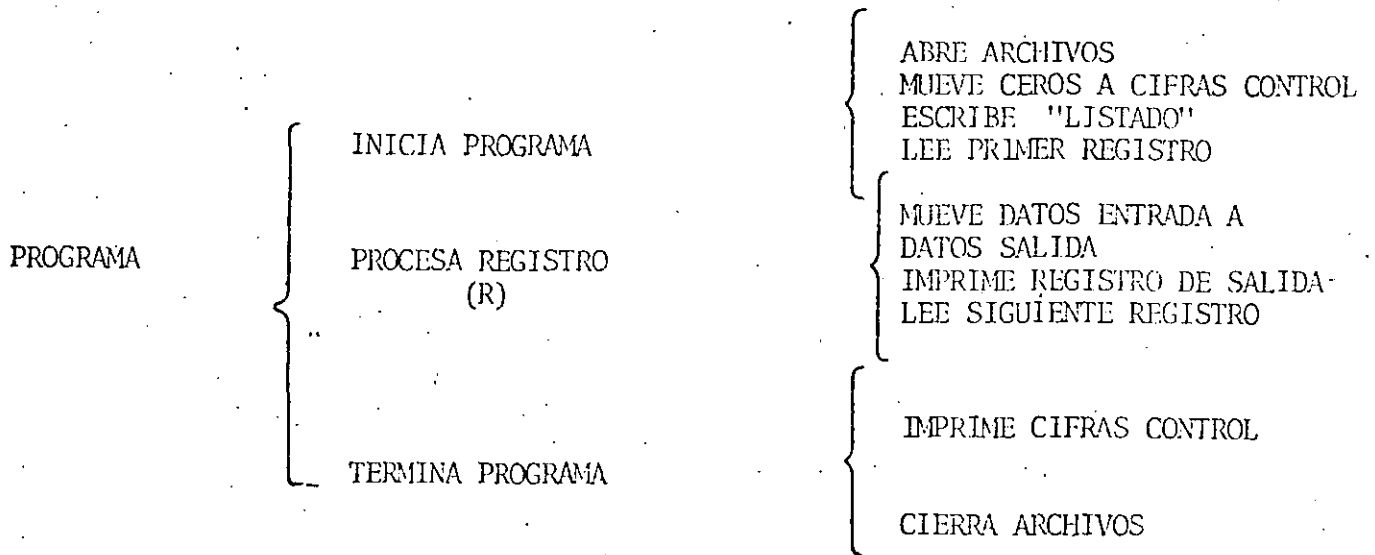 PROGRAMA
INICIA PROGRAMA
ABRE ARCHIVOS
MUEVE CEROS A CIFRAS CONTROL
ESCRIBE "LISTADO"
LEE PRIMER REGISTRO
PROCESA REGISTRO
(R)
MUEVE DATOS ENTRADA A
DATOS SALIDA
IMPRIME REGISTRO DE SALIDA
LEE SIGUIENTE REGISTRO
TERMINA PROGRAMA
IMPRIME CIFRAS CONTROL
CIERRA ARCHIVOS